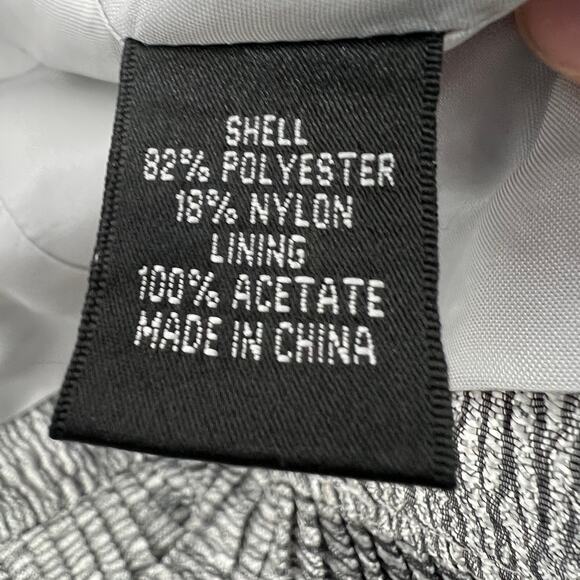 SHELL
82% POLYESTER
18% NYLON
LINING
100% ACETATE
MADE IN CHINA